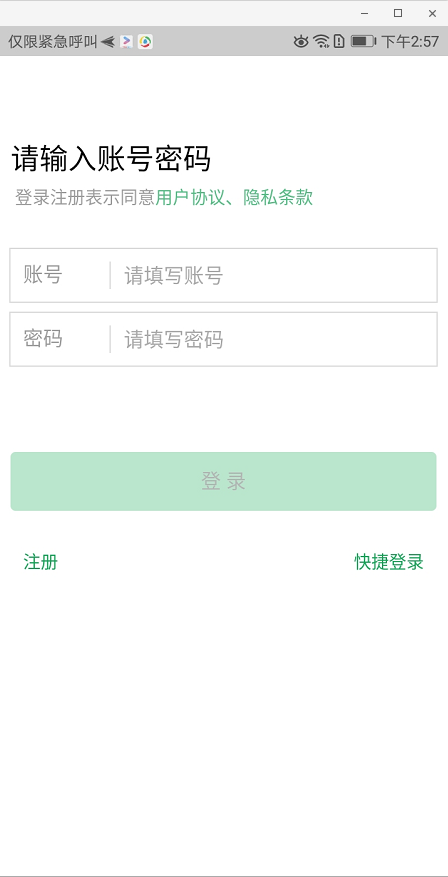 仅限紧急呼叫 下午2:57
请输入账号密码
登录注册表示同意用户协议、隐私条款
账号 请填写账号
密码 请填写密码
登 录
注册 快捷登录